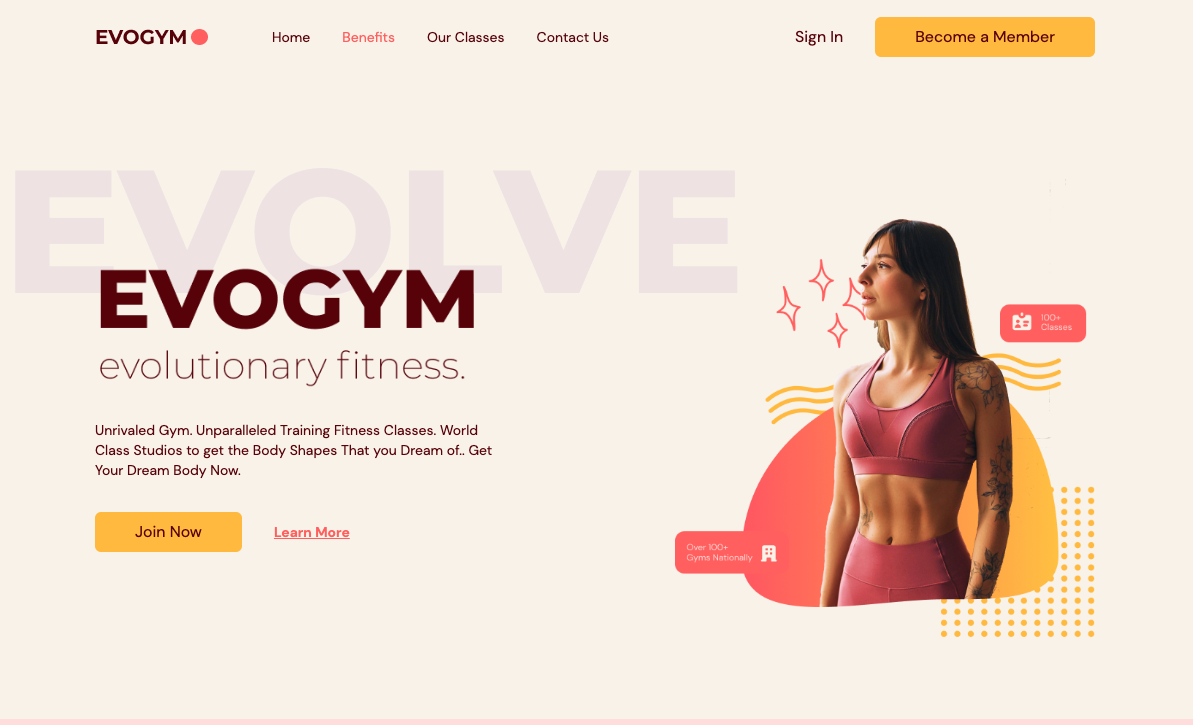 EVOGYM
Home Benefits Our Classes Contact Us
Sign In Become a Member
EVOLVE
EVOGYM
evolutionary fitness.
100+
Classes
Unrivaled Gym. Unparalleled Training Fitness Classes. World
Class Studios to get the Body Shapes That you Dream of.. Get
Your Dream Body Now.
Join Now Learn More
Over 100+
Gyms Nationally